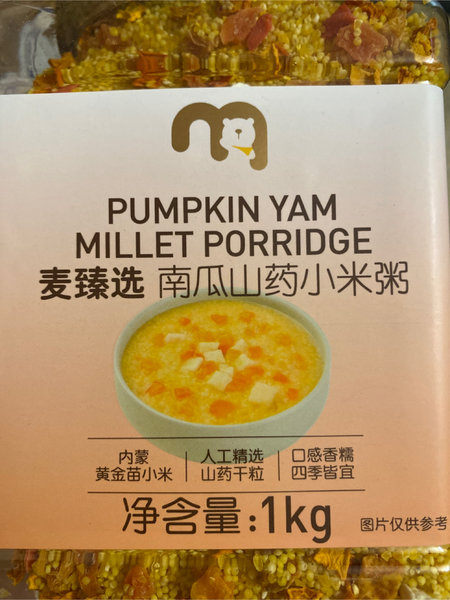 PUMPKIN YAM
MILLET PORRIDGE
麦臻选 南瓜山药小米粥
内蒙 人工精选 口感香糯
黄金苗小米 山药干粒 四季皆宜
净含量:1kg 图片仅供参考